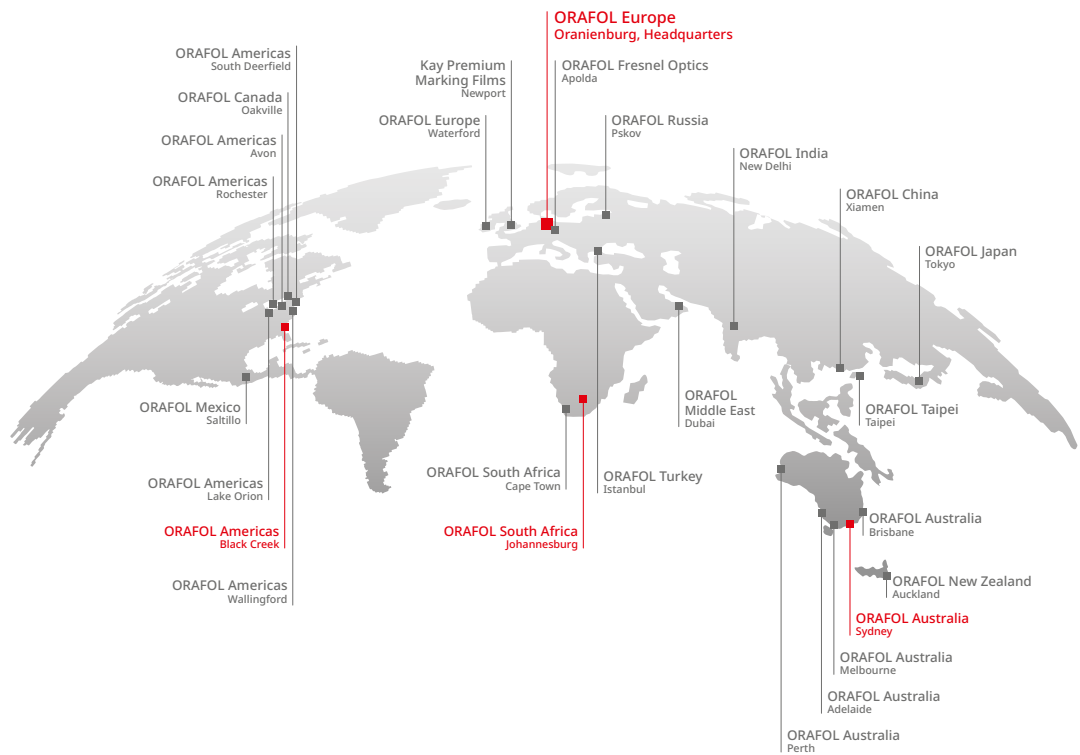 ORAFOL Europe
Oranienburg, Headquarters
ORAFOL Americas
South Deerfield
Kay Premium
Marking Films
Newport
ORAFOL Fresnel Optics
Apolda
ORAFOL Canada
Oakville
ORAFOL Europe
Waterford
ORAFOL Russia
Pskov
ORAFOL Americas
Avon
ORAFOL India
New Delhi
ORAFOL Americas
Rochester
ORAFOL China
Xiamen
ORAFOL Japan
Tokyo
ORAFOL Mexico
Saltillo
ORAFOL
Middle East
Dubai
ORAFOL Taipei
Taipei
ORAFOL Americas
Lake Orion
ORAFOL South Africa
Cape Town
ORAFOL Turkey
Istanbul
ORAFOL Americas
Black Creek
ORAFOL South Africa
Johannesburg
ORAFOL Australia
Brisbane
ORAFOL Americas
Wallingford
ORAFOL New Zealand
Auckland
ORAFOL Australia
Sydney
ORAFOL Australia
Melbourne
ORAFOL Australia
Adelaide
ORAFOL Australia
Perth